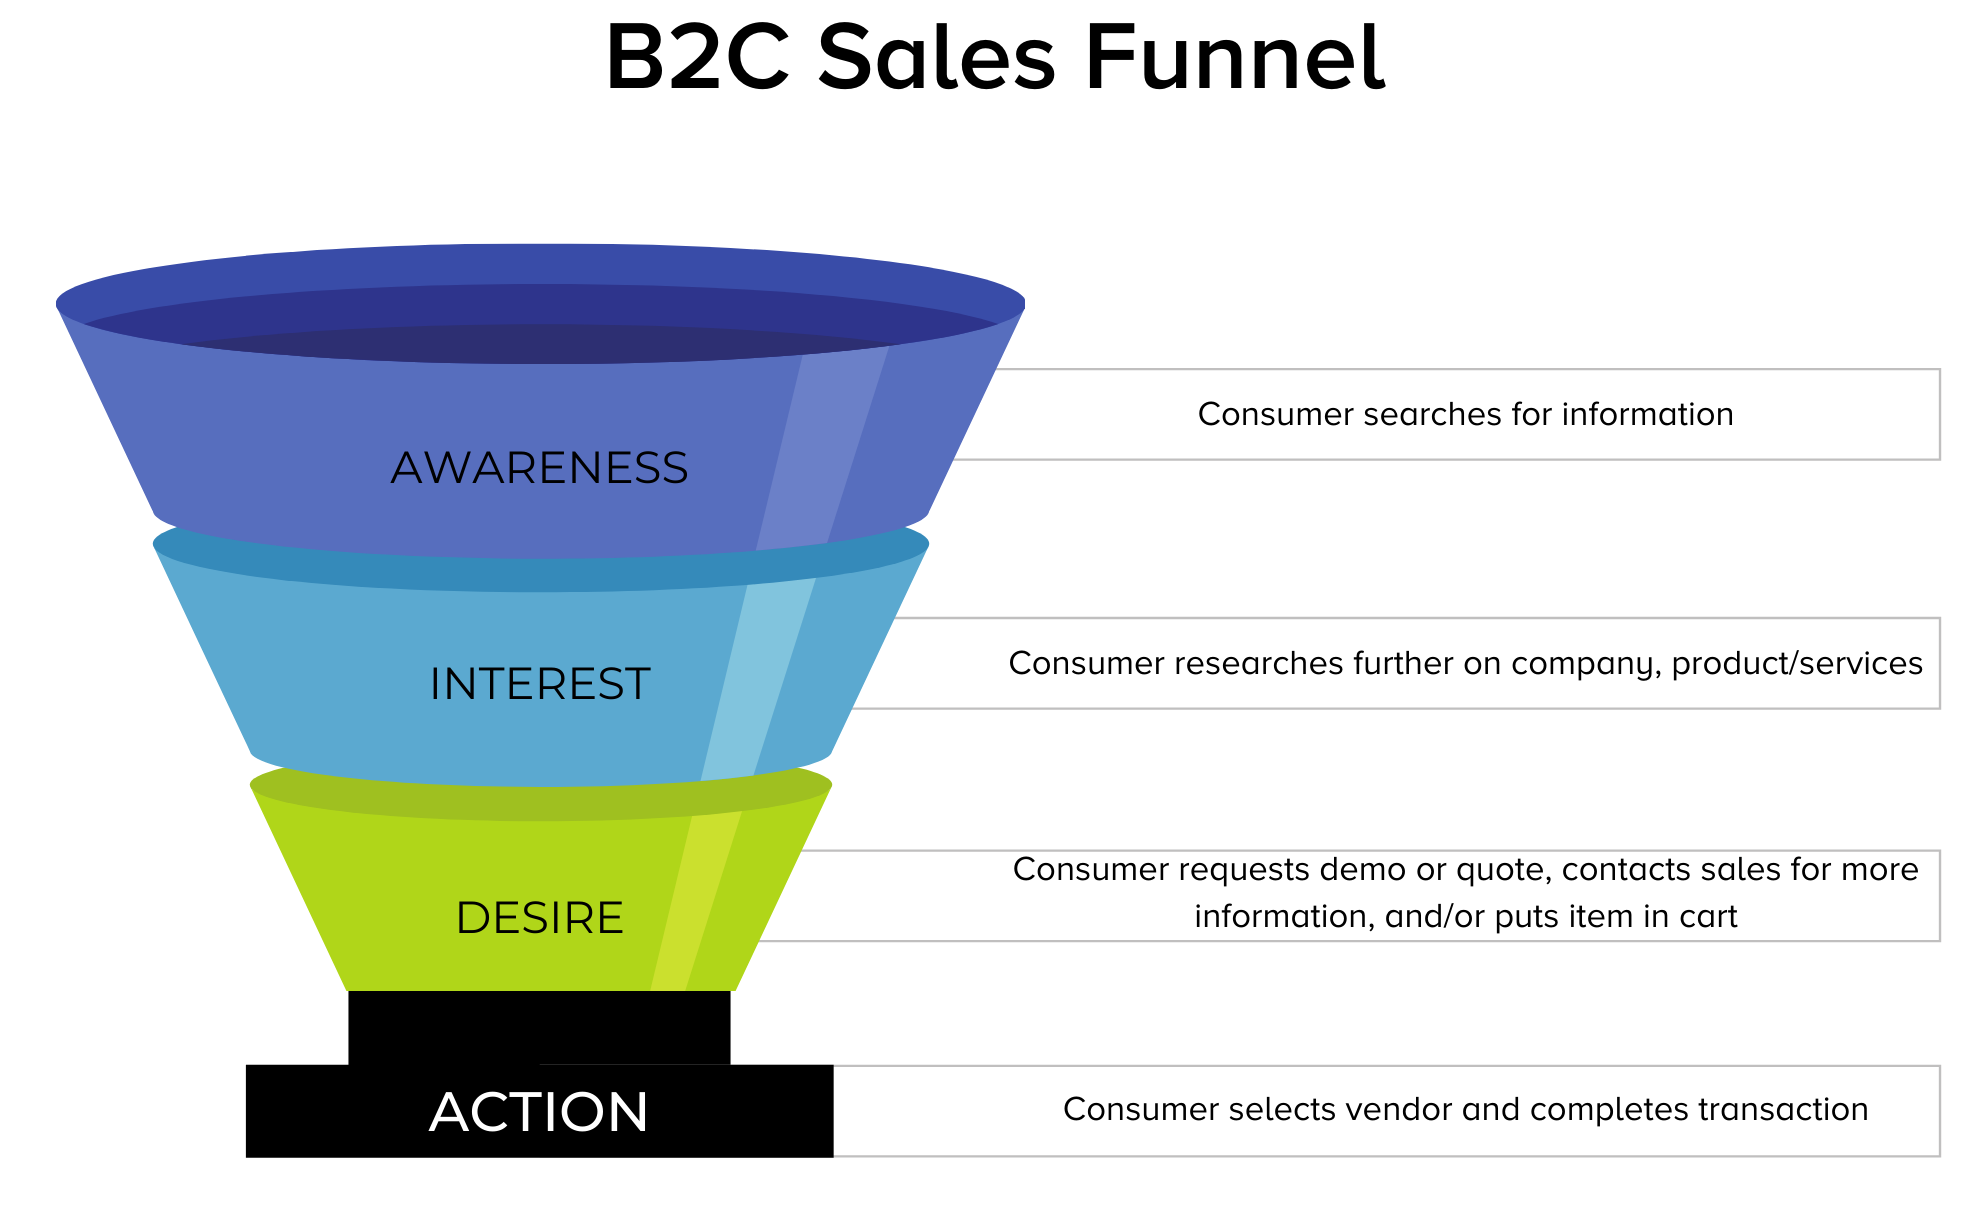 B2C Sales Funnel
AWARENESS
Consumer searches for information
INTEREST
Consumer researches further on company, product/services
DESIRE
Consumer requests demo or quote, contacts sales for more
information, and/or puts item in cart
ACTION
Consumer selects vendor and completes transaction